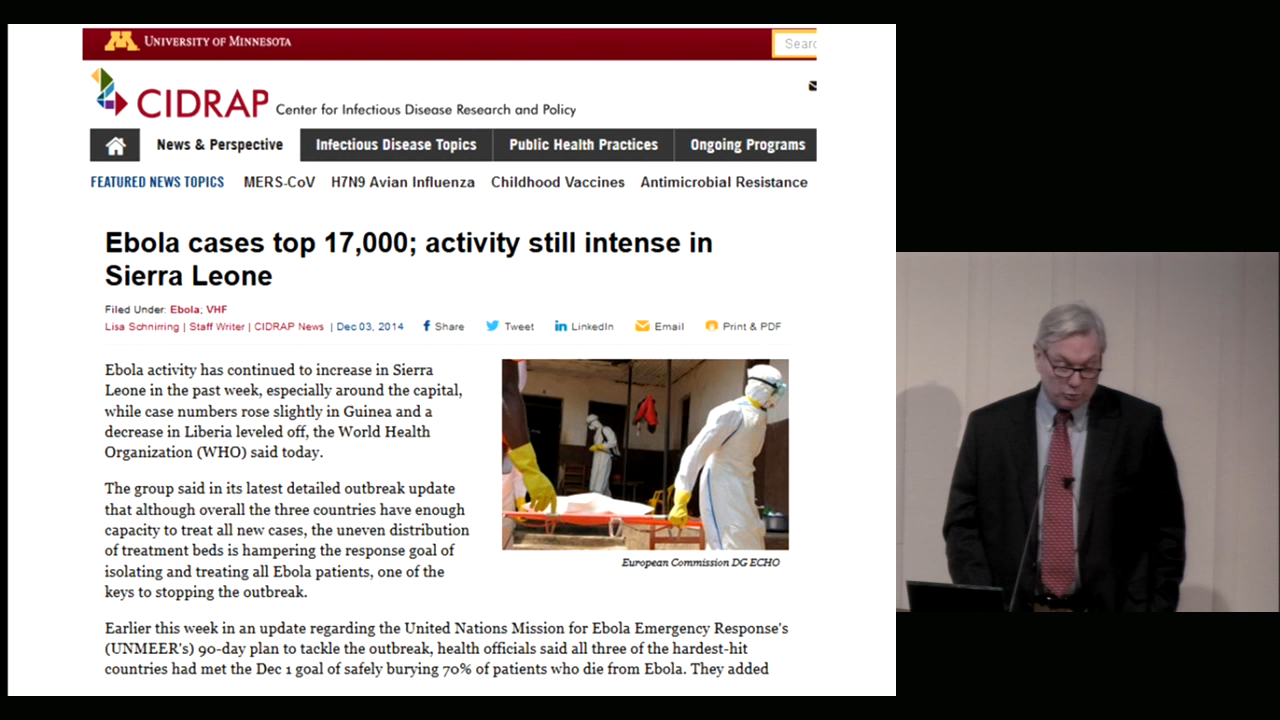 UNIVERSITY OF MINNESOTA
Searc
CIDRAP Center for Infectious Disease Research and Policy
News & Perspective Infectious Disease Topics Public Health Practices Ongoing Programs
FEATURED NEWS TOPICS MERS-CoV H7N9 Avian Influenza Childhood Vaccines Antimicrobial Resistance
Ebola cases top 17,000; activity still intense in
Sierra Leone
Filed Under: Ebola; VHF
Lisa Schnirring | Staff Writer | CIDRAP News | Dec 03, 2014 Share Tweet LinkedIn Email Print & PDF
Ebola activity has continued to increase in Sierra
Leone in the past week, especially around the capital,
while case numbers rose slightly in Guinea and a
decrease in Liberia leveled off, the World Health
Organization (WHO) said today.
The group said in its latest detailed outbreak update
that although overall the three countries have enough
capacity to treat all new cases, the uneven distribution
of treatment beds is hampering the response goal of
isolating and treating all Ebola patients, one of the
keys to stopping the outbreak.
European Commission DG ECHO
Earlier this week in an update regarding the United Nations Mission for Ebola Emergency Response's
(UNMEER's) 90-day plan to tackle the outbreak, health officials said all three of the hardest-hit
countries had met the Dec 1 goal of safely burying 70% of patients who die from Ebola. They added